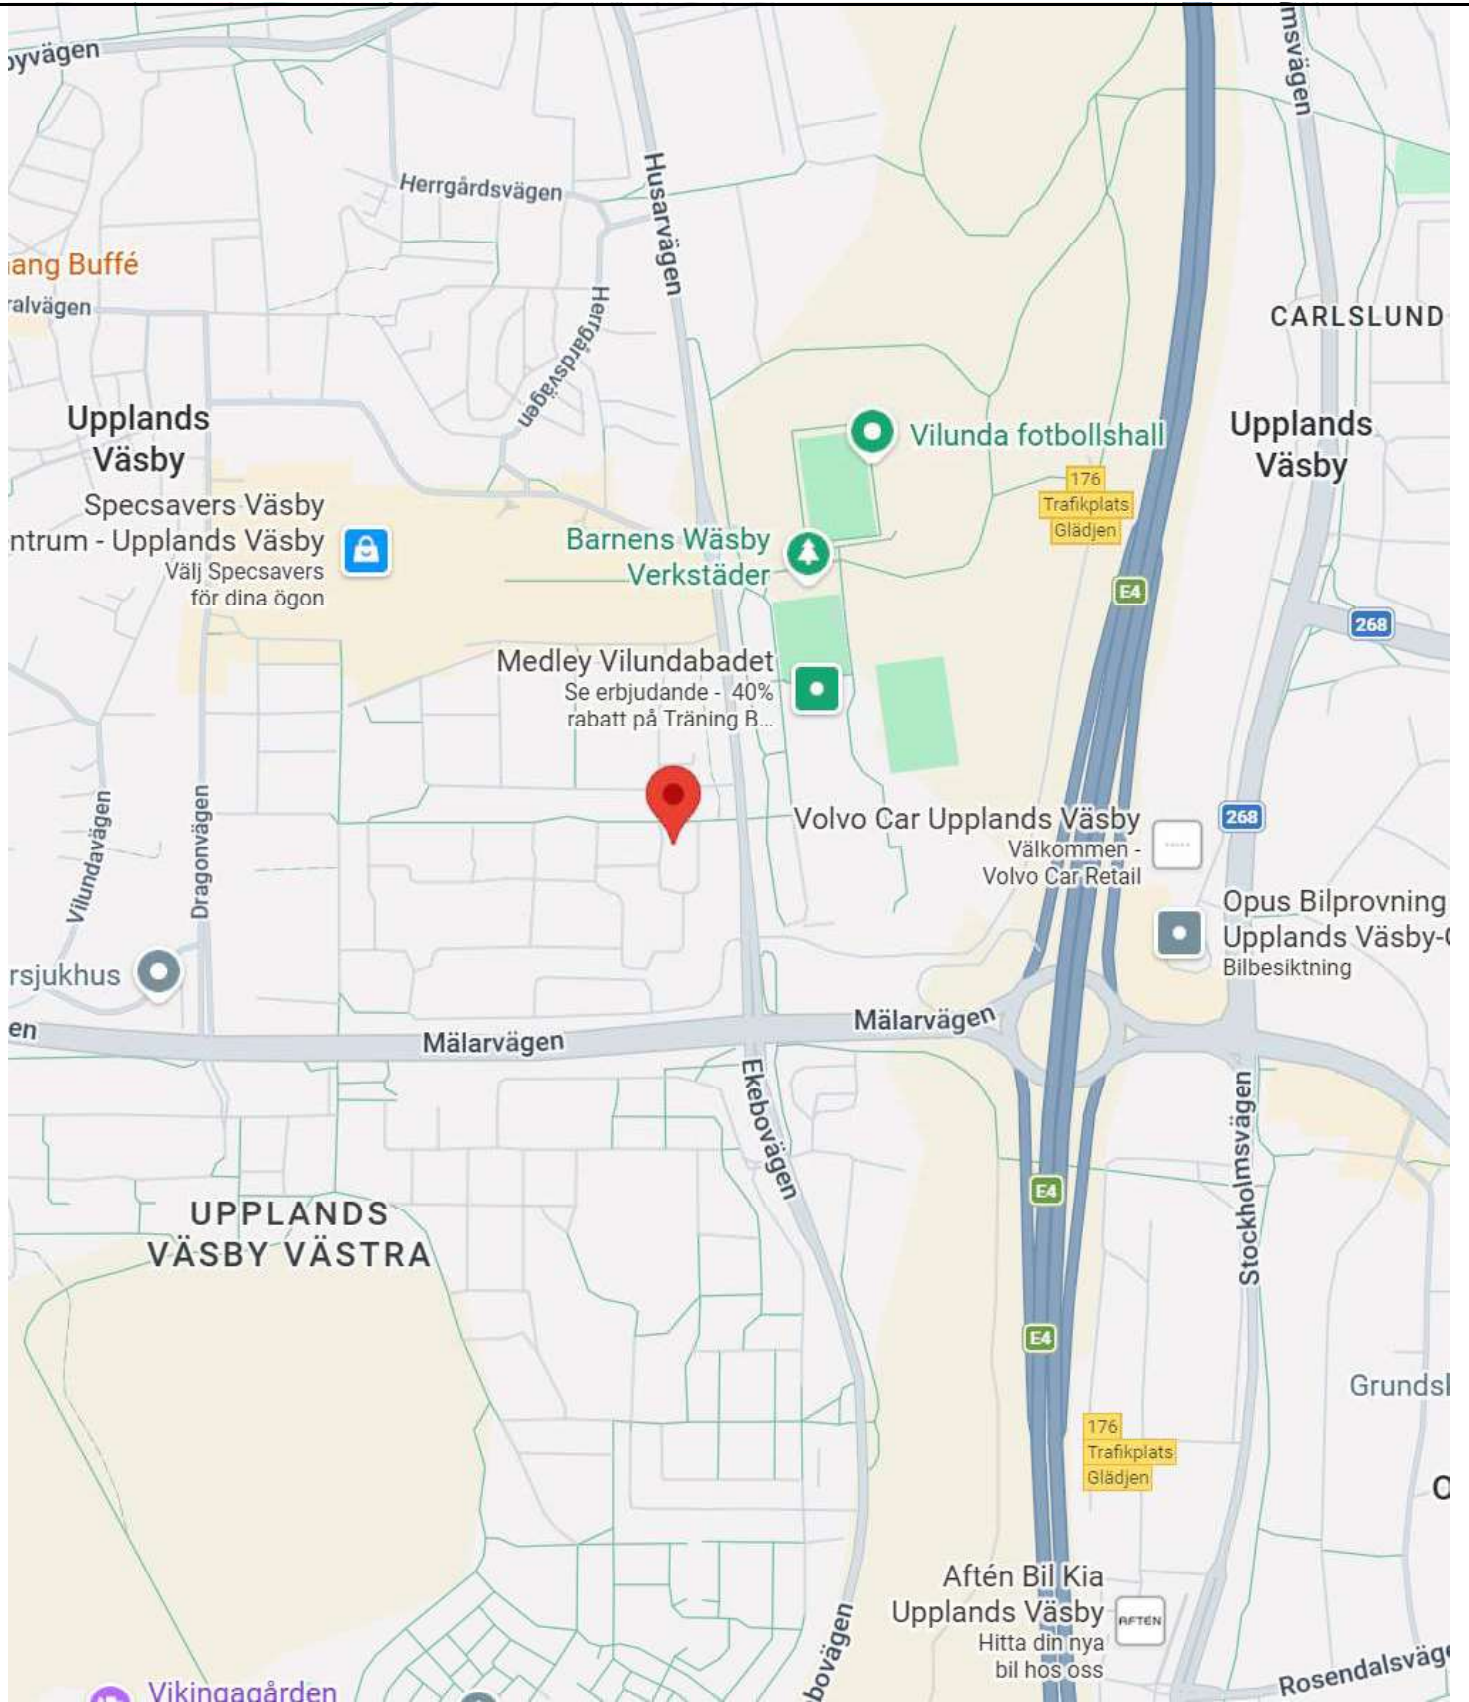 byvägen
msvägen
Husarvägen
Herrgårdsvägen
ang Buffé
ralvägen
Herrgårdsvägen
CARLSLUND
Upplands
Väsby
Vilunda fotbollshall
Upplands
Väsby
176
Trafikplats
Glädjen
Specsavers Väsby
ntrum - Upplands Väsby
Välj Specsavers
för dina ögon
Barnens Wäsby
Verkstäder
E4
268
Medley Vilundabadet
Se erbjudande - 40%
rabatt på Träning B...
Vilundavägen
Dragonvägen
Volvo Car Upplands Väsby
Välkommen -
Volvo Car Retail
268
Opus Bilprovning
Upplands Väsby-
Bilbesiktning
rsjukhus
en
Mälarvägen
Mälarvägen
Ekebovägen
Stockholmsvägen
E4
UPPLANDS
VÄSBY VÄSTRA
E4
Grundsl
176
Trafikplats
Glädjen
O
Aftén Bil Kia
Upplands Väsby
Hitta din nya
bil hos oss
AFTÉN
bovägen
Rosendalsväge
Vikingagården